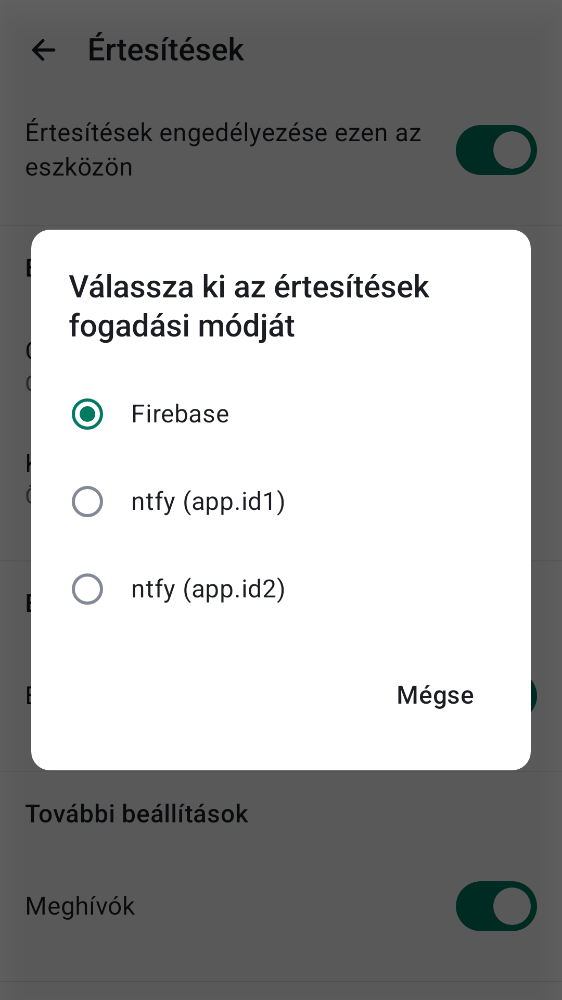 Értesítések
Értesítések engedélyezése ezen az
eszközön
Válassza ki az értesítések
fogadási módját
Firebase
ntfy (app.id1)
ntfy (app.id2)
Mégse
További beállítások
Meghívók